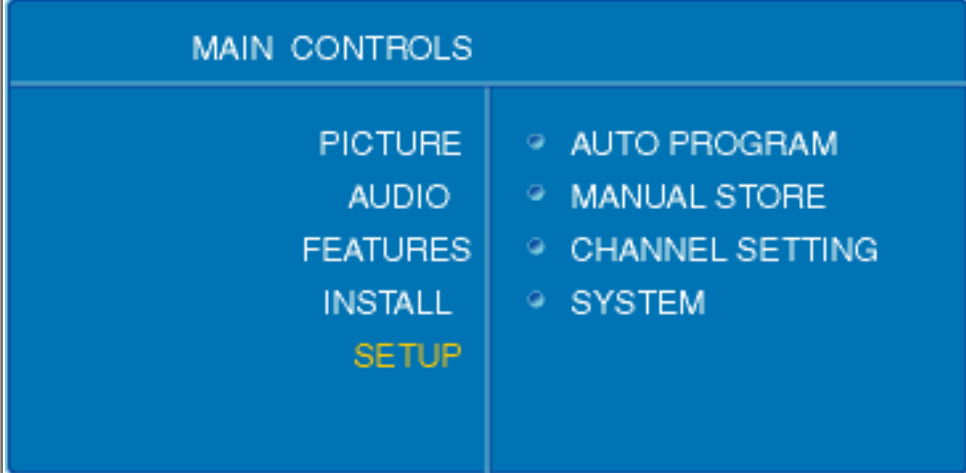 MAIN CONTROLS
PICTURE
AUDIO
FEATURES
INSTALL
SETUP
AUTO PROGRAM
MANUAL STORE
CHANNEL SETTING
SYSTEM